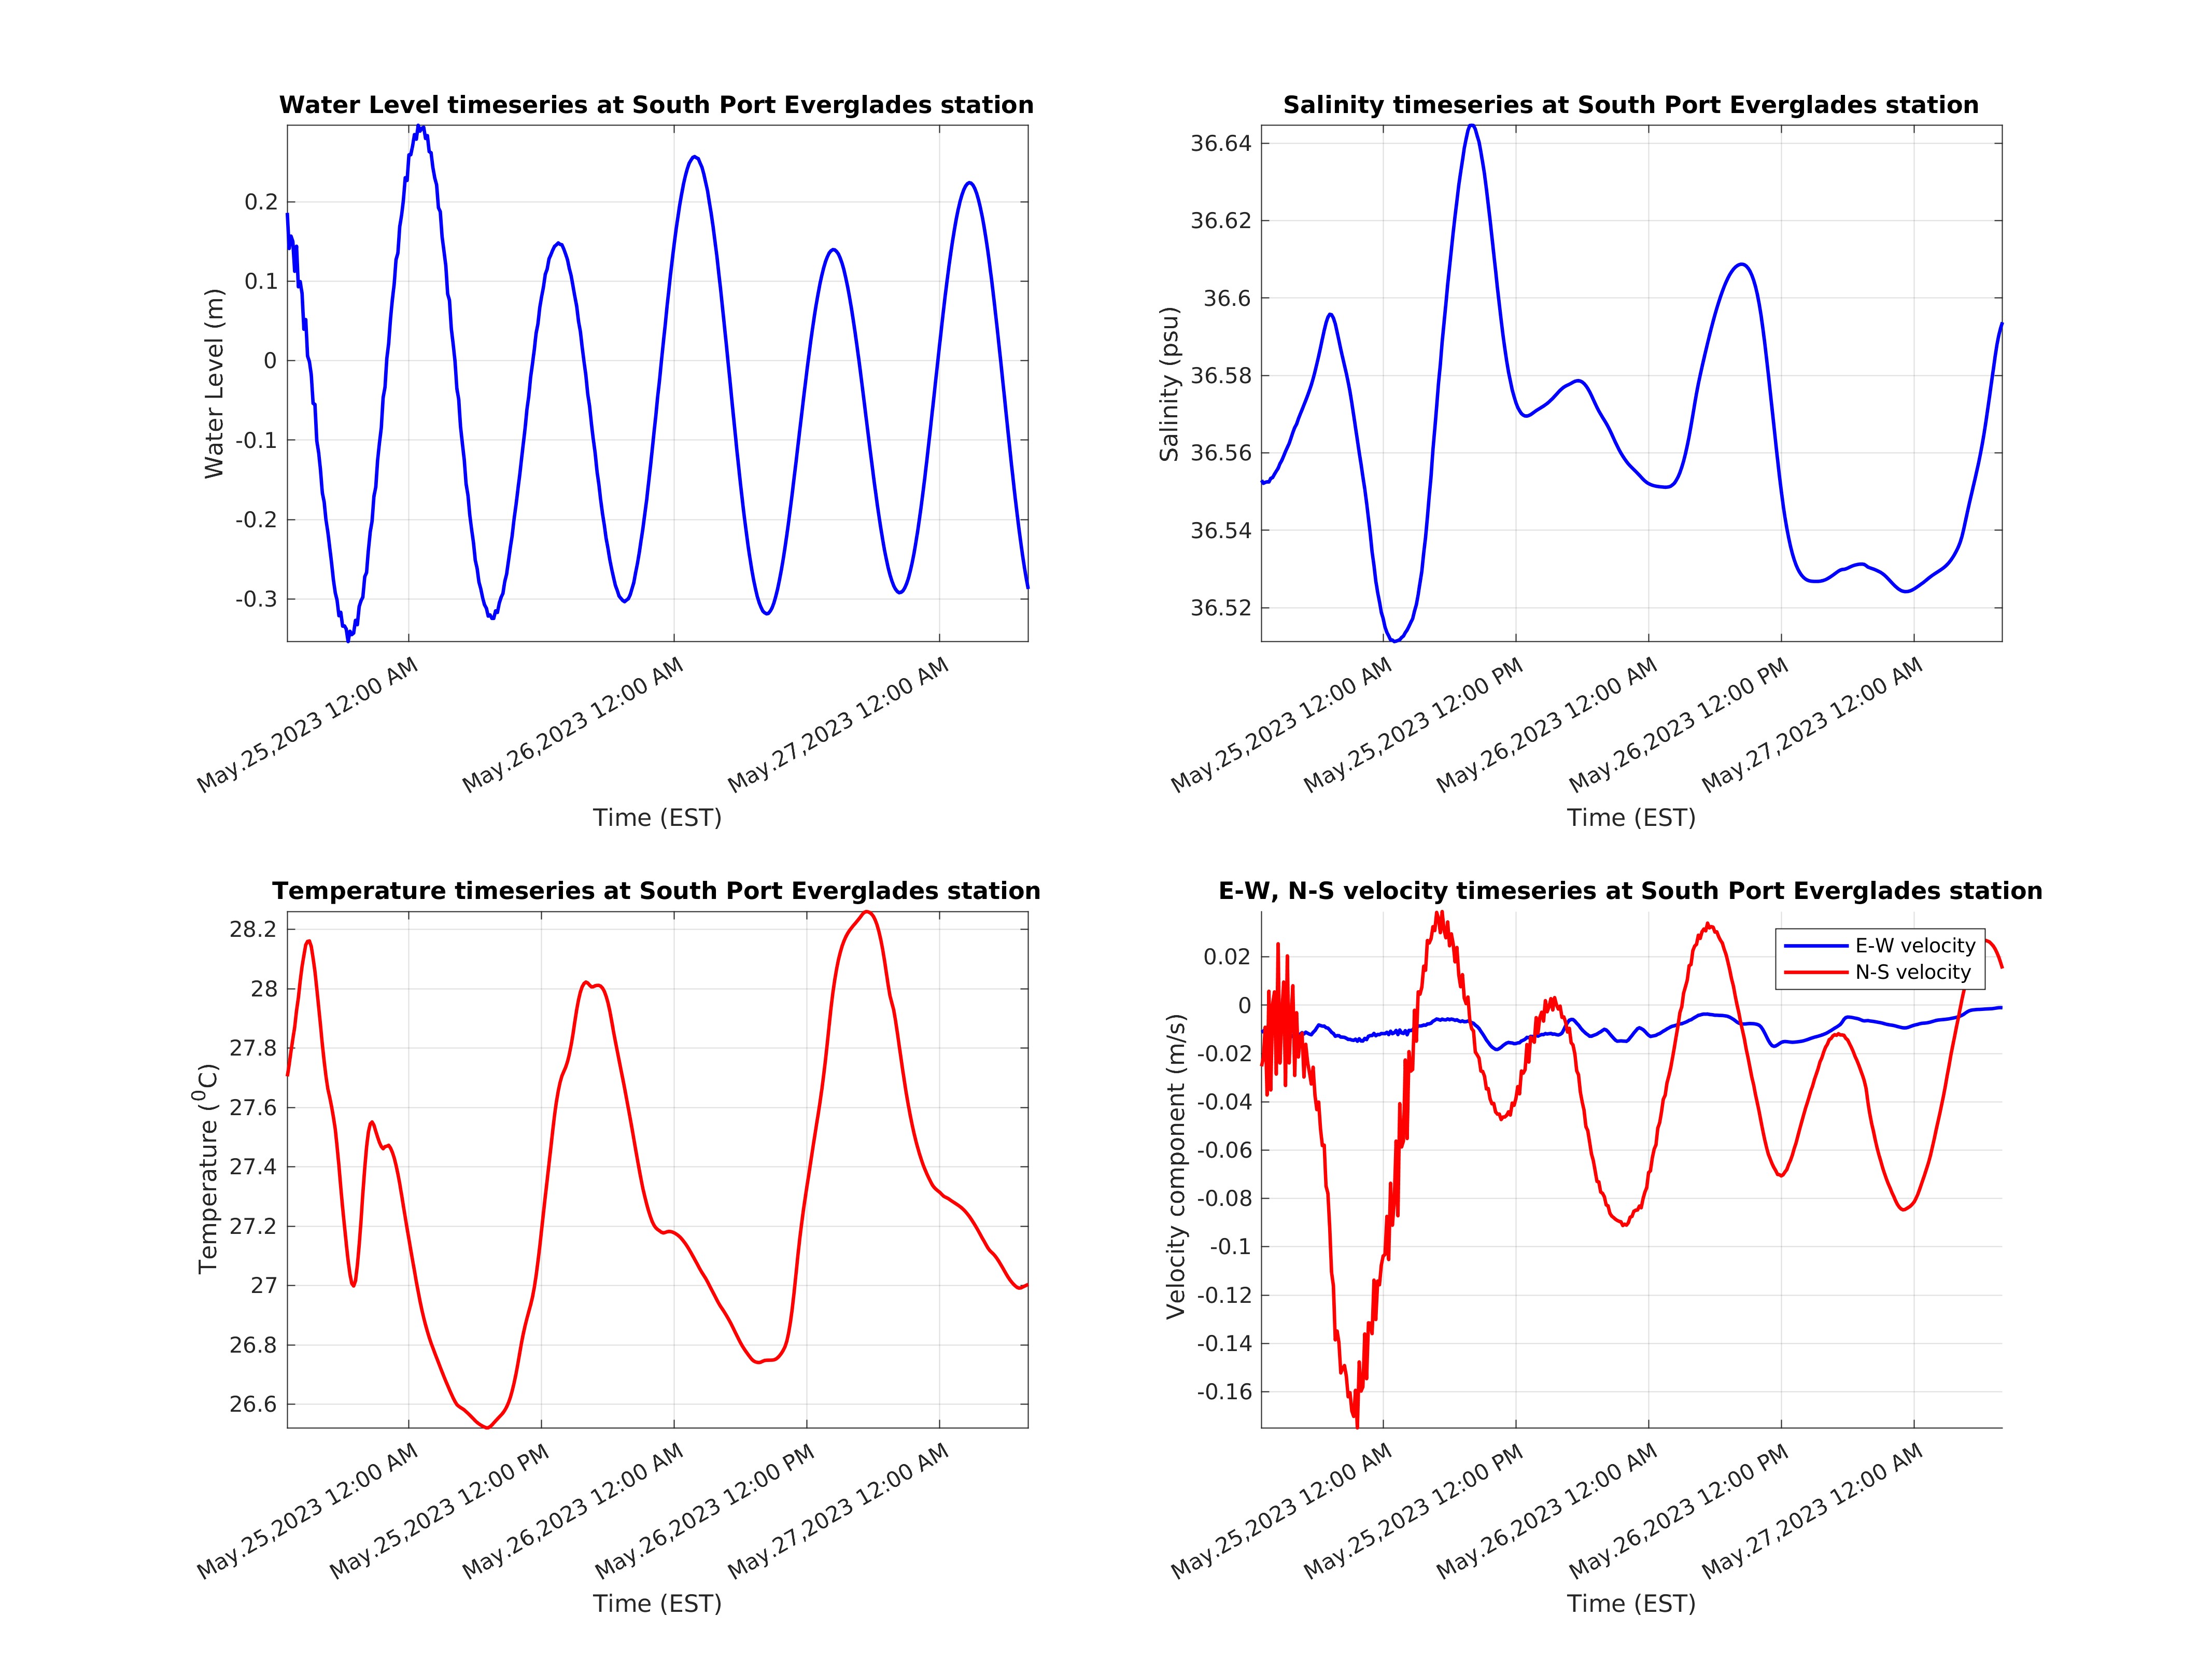 Water Level timeseries at South Port Everglades station
Water Level (m)
0.2
0.1
0
-0.1
-0.2
-0.3
May.25,2023 12:00 AM
May.26,2023 12:00 AM
May.27,2023 12:00 AM
Time (EST)
Salinity timeseries at South Port Everglades station
Salinity (psu)
36.64
36.62
36.6
36.58
36.56
36.54
36.52
May.25,2023 12:00 AM
May.25,2023 12:00 PM
May.26,2023 12:00 AM
May.26,2023 12:00 PM
May.27,2023 12:00 AM
Time (EST)
Temperature timeseries at South Port Everglades station
Temperature (⁰C)
28.2
28
27.8
27.6
27.4
27.2
27
26.8
26.6
May.25,2023 12:00 AM
May.25,2023 12:00 PM
May.26,2023 12:00 AM
May.26,2023 12:00 PM
May.27,2023 12:00 AM
Time (EST)
E-W, N-S velocity timeseries at South Port Everglades station
Velocity component (m/s)
0.02
0
-0.02
-0.04
-0.06
-0.08
-0.1
-0.12
-0.14
-0.16
E-W velocity
N-S velocity
May.25,2023 12:00 AM
May.25,2023 12:00 PM
May.26,2023 12:00 AM
May.26,2023 12:00 PM
May.27,2023 12:00 AM
Time (EST)